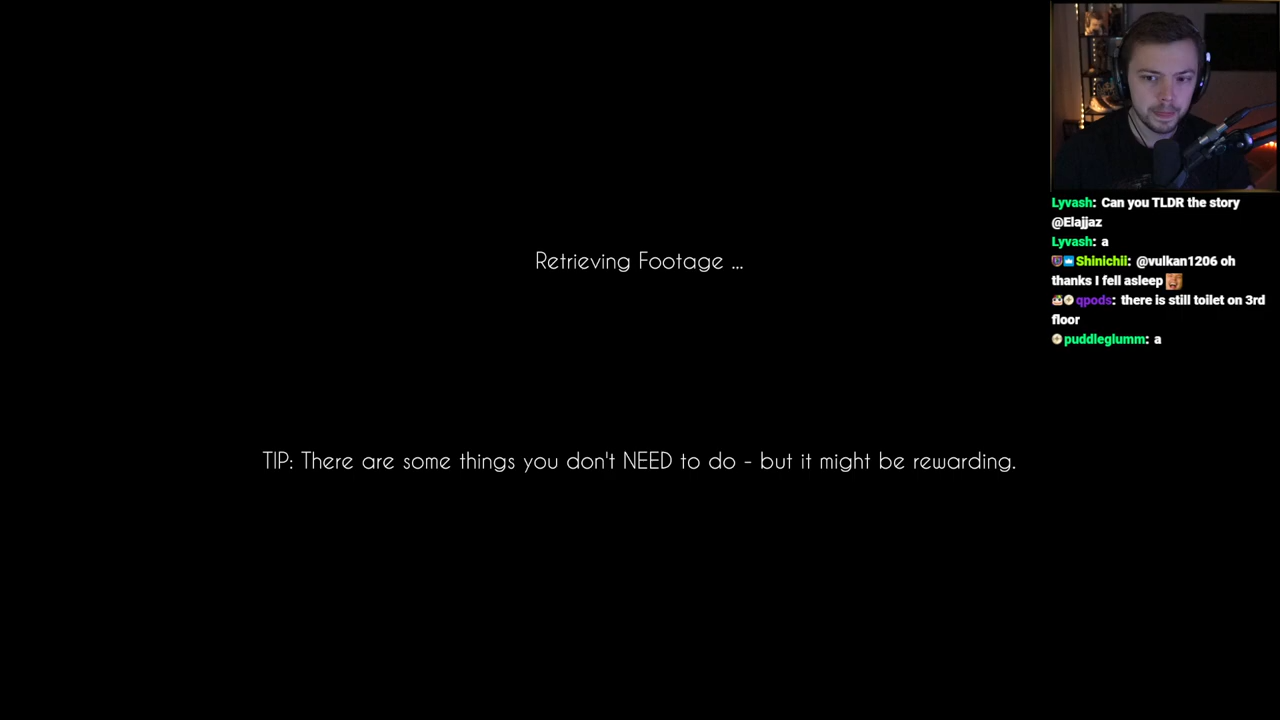 Retrieving Footage ...
TIP: There are some things you don't NEED to do - but it might be rewarding.
Lyvash: Can you TLDR the story
@Elajjaz
Lyvash: a
Shinichii: @vulkan1206 oh
thanks I fell asleep
qpods: there is still toilet on 3rd
floor
puddleglumm: a